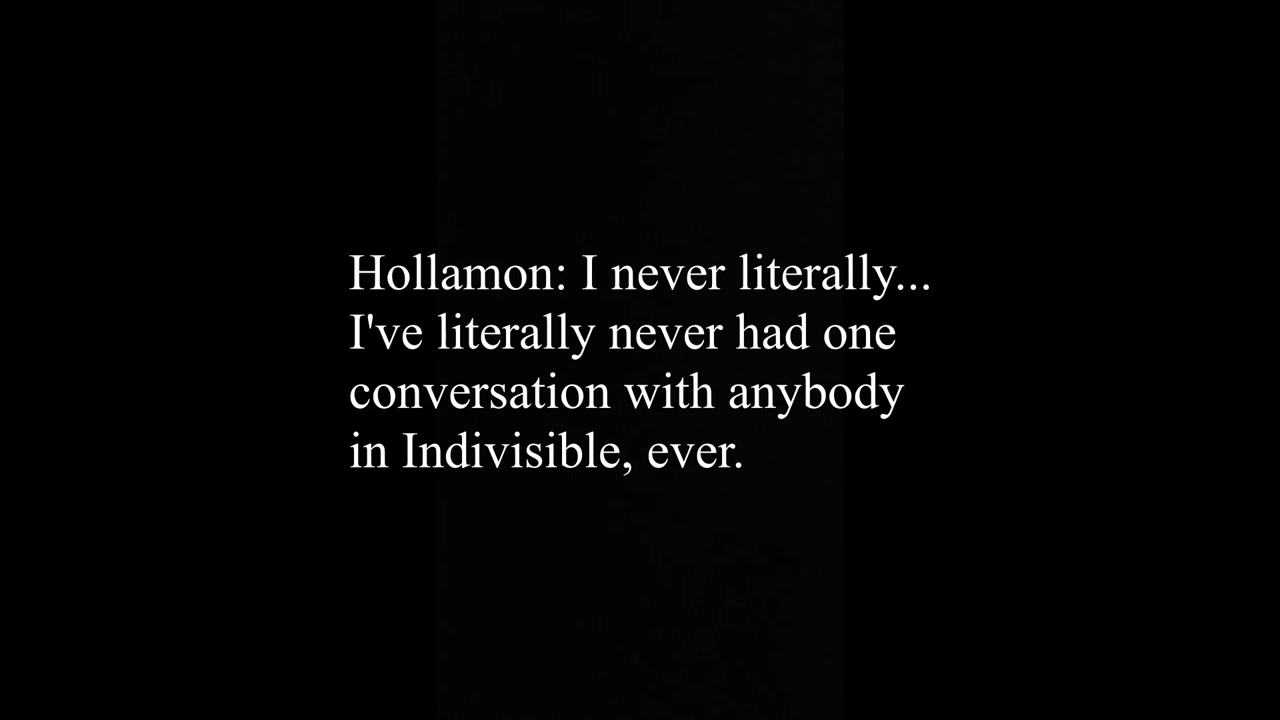 Hollamon: I never literally...
I've literally never had one
conversation with anybody
in Indivisible, ever.